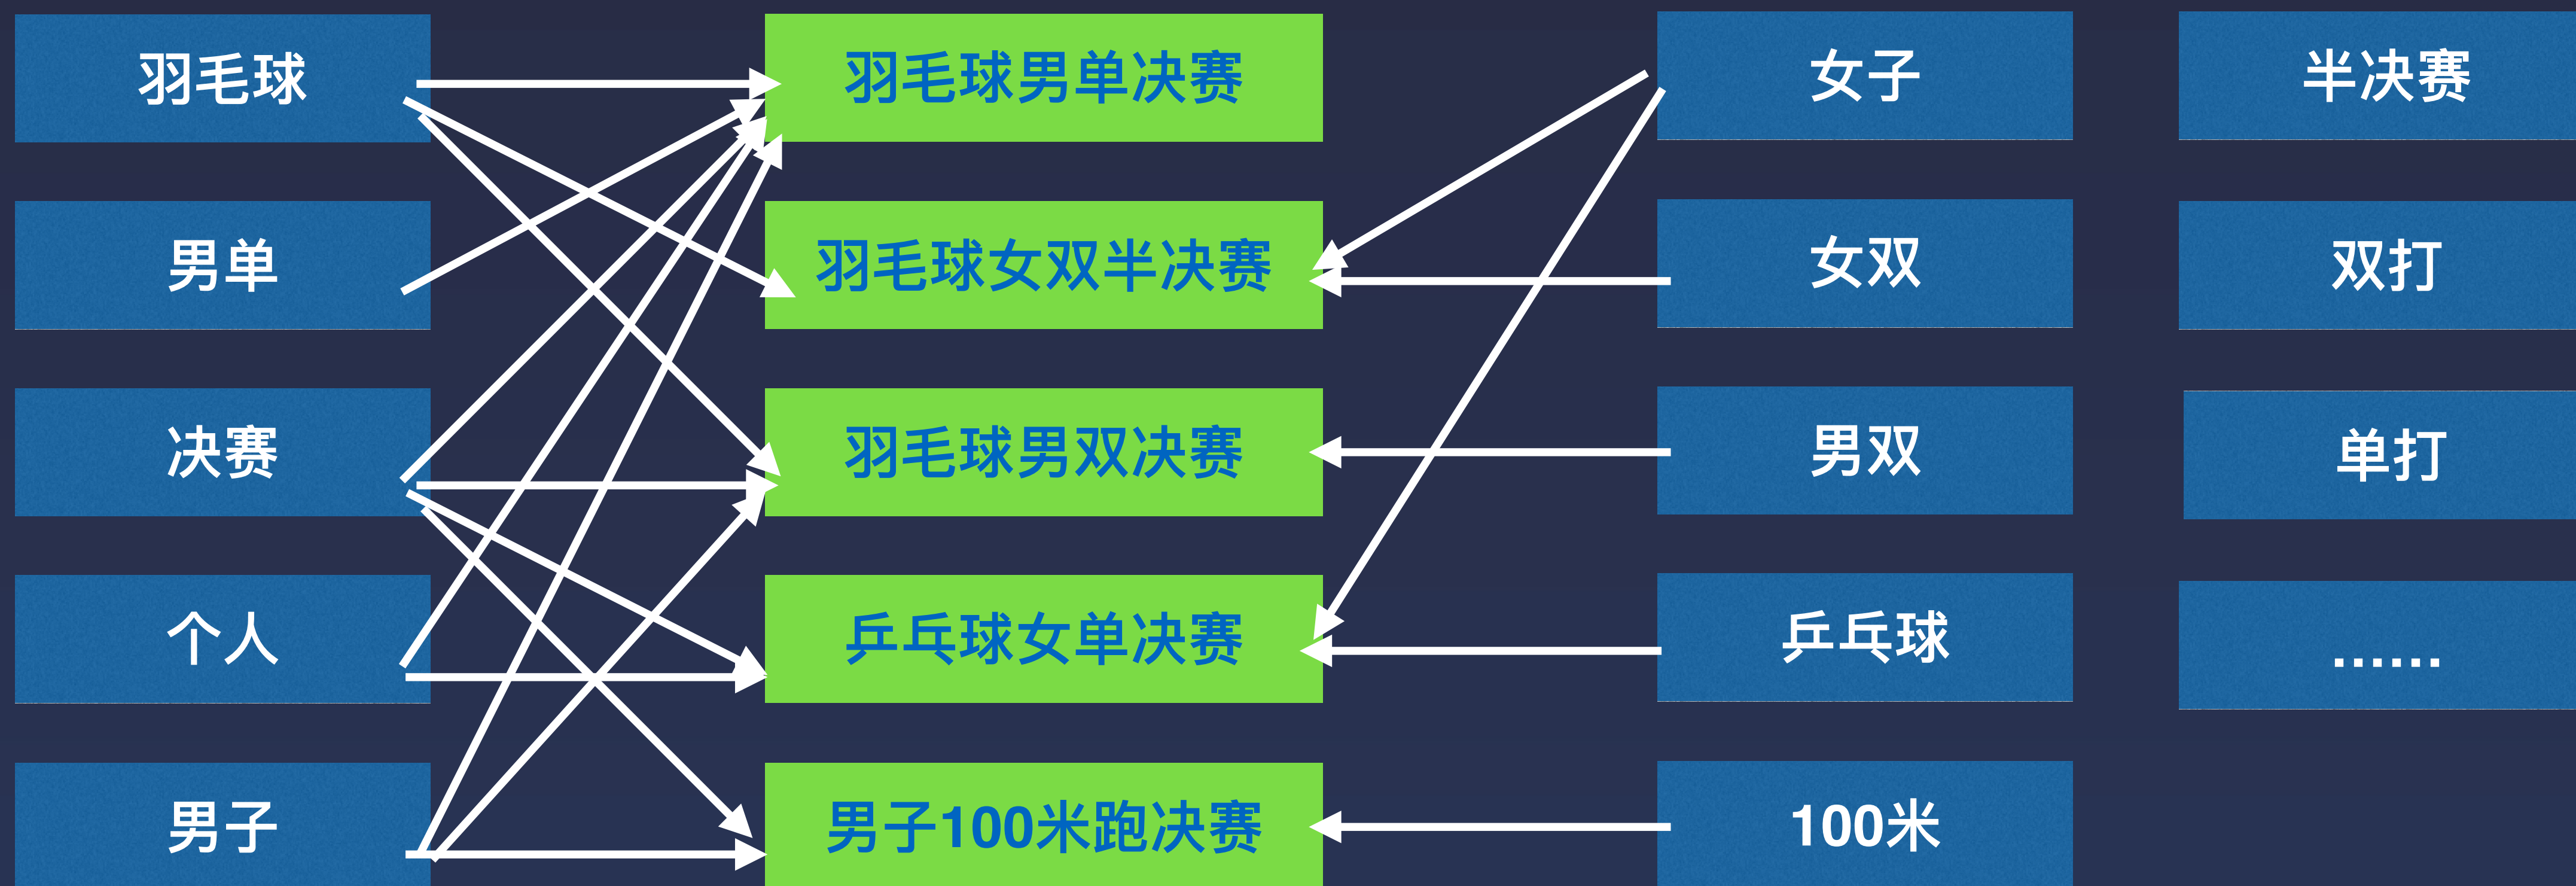 羽毛球
羽毛球男单决赛
女子
半决赛
男单
羽毛球女双半决赛
女双
双打
决赛
羽毛球男双决赛
男双
单打
个人
乒乓球女单决赛
乒乓球
......
男子
男子100米跑决赛
100米